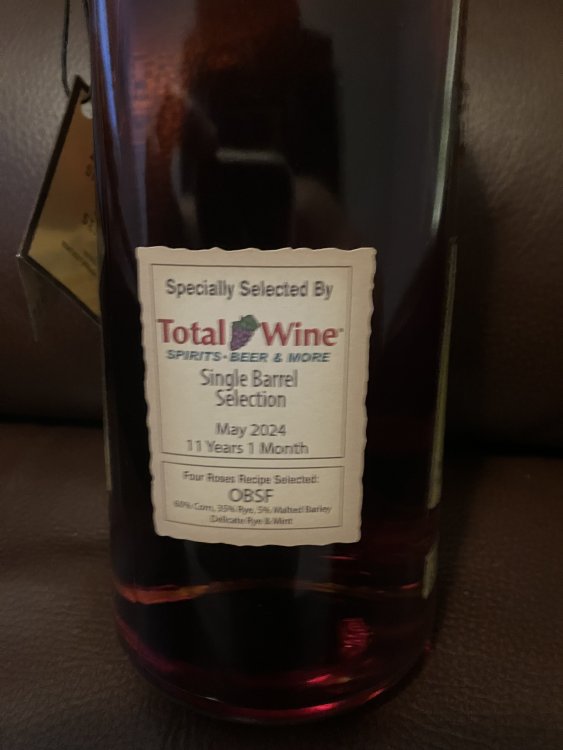 Specially Selected By
Total Wine
SPIRITS • BEER & MORE
Single Barrel
Selection
May 2024
11 Years 1 Month
Four Roses Recipe Selected:
OBSF
60% Corn, 35% Rye, 5% Malted Barley
Delicate Rye & Mint